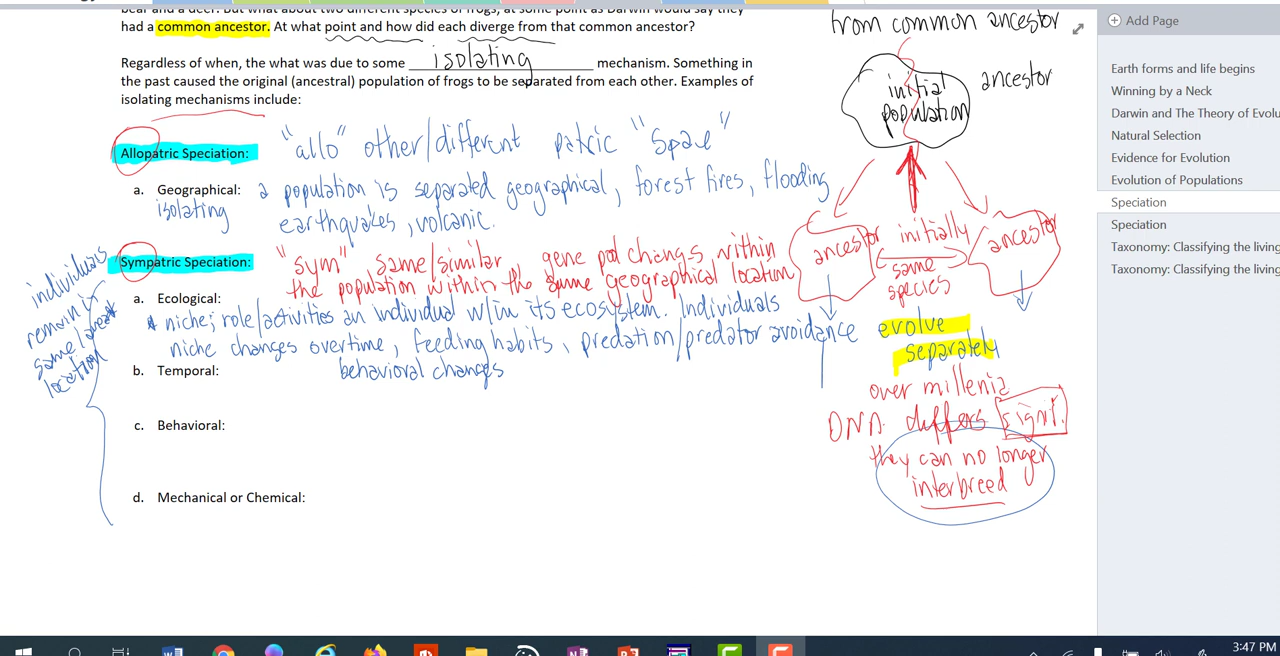 had a common ancestor. At what point and how did each diverge from that common ancestor?
Regardless of when, the what was due to some isolating mechanism. Something in
the past caused the original (ancestral) population of frogs to be separated from each other. Examples of
isolating mechanisms include:
Allopatric Speciation: "allo" other/different patric "space"
a. Geographical: a population is separated geographical, forest fires, flooding
isolating earthquakes, volcanic.
Sympatric Speciation: "sym" same/similar gene pool changes within
the population within the same geographical location
a. Ecological:
niche; role/activities an individual w/in its ecosystem. Individuals
niche changes overtime, feeding habits, predation/predator avoidance
b. Temporal: behavioral changes
c. Behavioral:
d. Mechanical or Chemical:
individuals
remain in
same/area
location
from common ancestor
initial
population
ancestor
ancestor
initially
same
species
ancestor
evolve
separately
over millenia
DNA differs signf.
they can no longer
interbreed
Add Page
Earth forms and life begins
Winning by a Neck
Darwin and The Theory of Evolu
Natural Selection
Evidence for Evolution
Evolution of Populations
Speciation
Speciation
Taxonomy: Classifying the living
Taxonomy: Classifying the living
3:47 PM